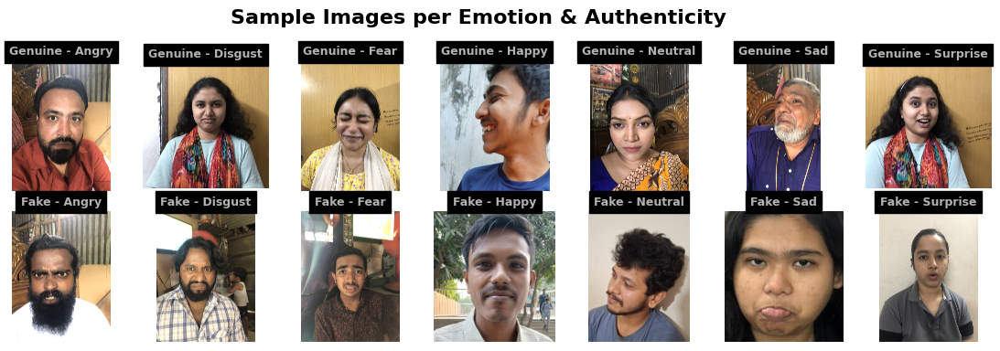 Sample Images per Emotion & Authenticity
Genuine - Angry
Genuine - Disgust
Genuine - Fear
Genuine - Happy
Genuine - Neutral
Genuine - Sad
Genuine - Surprise
Fake - Angry
Fake - Disgust
Fake - Fear
Fake - Happy
Fake - Neutral
Fake - Sad
Fake - Surprise